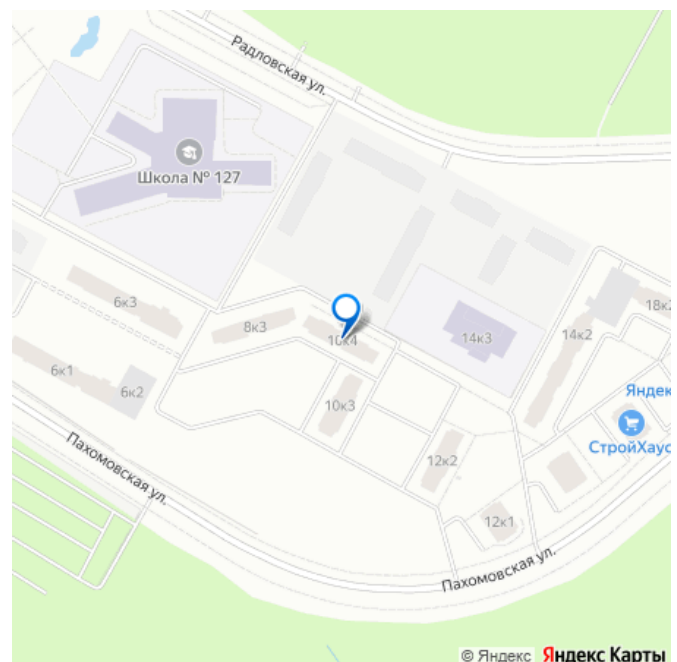 Радловская ул.
Школа № 127
6к3
8к3
10к4
14к3
14к2
18к2
6к1
6к2
10к3
12к2
Яндек
СтройХаус
Пахомовская ул.
12к1
Пахомовская ул.
© Яндекс Яндекс Карты